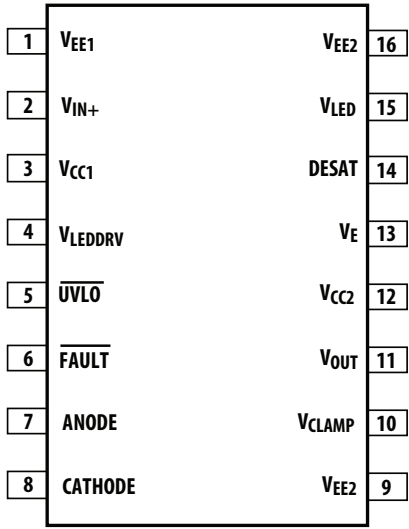 1 VEE1 VEE2 16
2 VIN+ VLED 15
3 VCC1 DESAT 14
4 VLEDDRV VE 13
5 UVLO VCC2 12
6 FAULT VOUT 11
7 ANODE VCLAMP 10
8 CATHODE VEE2 9